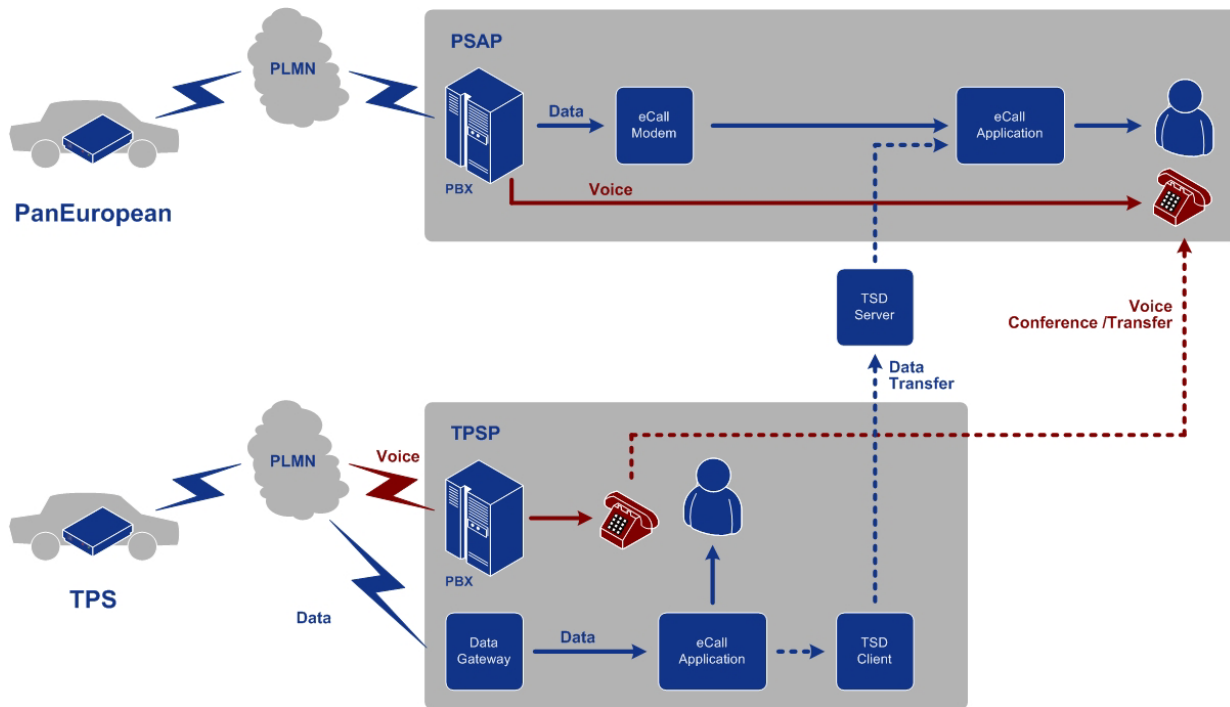 PSAP
PLMN
Data
eCall
Modem
eCall
Application
PBX
Voice
PanEuropean
TSD
Server
Voice
Conference /Transfer
Data
Transfer
TPSP
PLMN
Voice
PBX
TPS
Data
Data
Gateway
Data
eCall
Application
TSD
Client